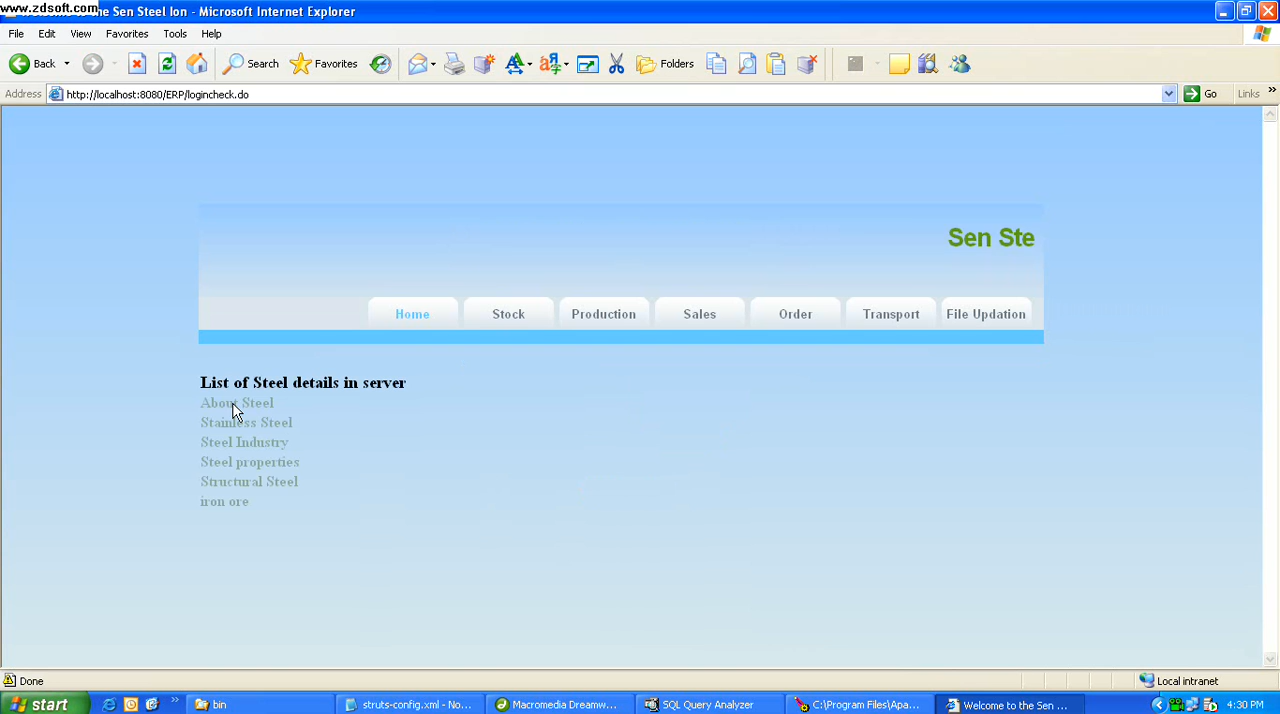 www.zdsoft.com
the Sen Steel Ion - Microsoft Internet Explorer
File Edit View Favorites Tools Help
Back Search Favorites Folders
Address http://localhost:8080/ERP/logincheck.do Go Links »
Sen Ste
Home Stock Production Sales Order Transport File Updation
List of Steel details in server
About Steel
Stainless Steel
Steel Industry
Steel properties
Structural Steel
iron ore
Done Local intranet
start » bin struts-config.xml - No... Macromedia Dreamw... SQL Query Analyzer C:\Program Files\Apa... Welcome to the Sen ... 4:30 PM